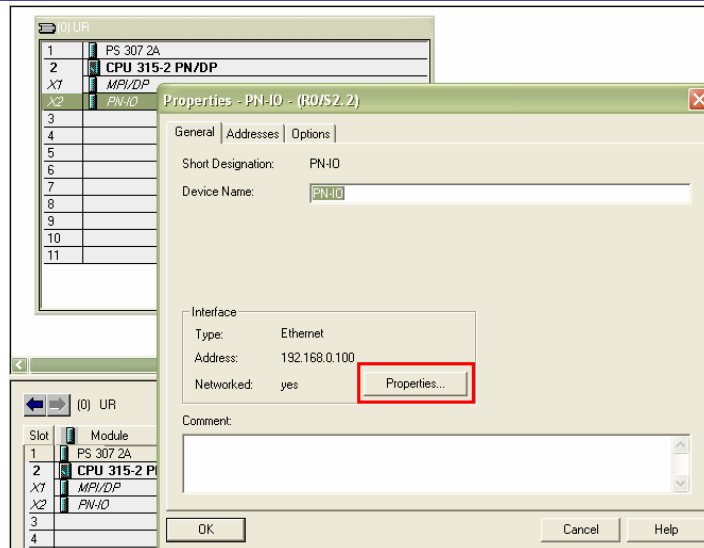 (0) UR
1 PS 307 2A
2 CPU 315-2 PN/DP
X1 MPI/DP
X2 PN-IO
3
4
5
6
7
8
9
10
11
Properties - PN-IO - (R0/S2.2)
General Addresses Options
Short Designation: PN-IO
Device Name: PN-IO
Interface
Type: Ethernet
Address: 192.168.0.100
Networked: yes Properties...
Comment:
OK Cancel Help
(0) UR
Slot Module
1 PS 307 2A
2 CPU 315-2 P
X1 MPI/DP
X2 PN-IO
3
4